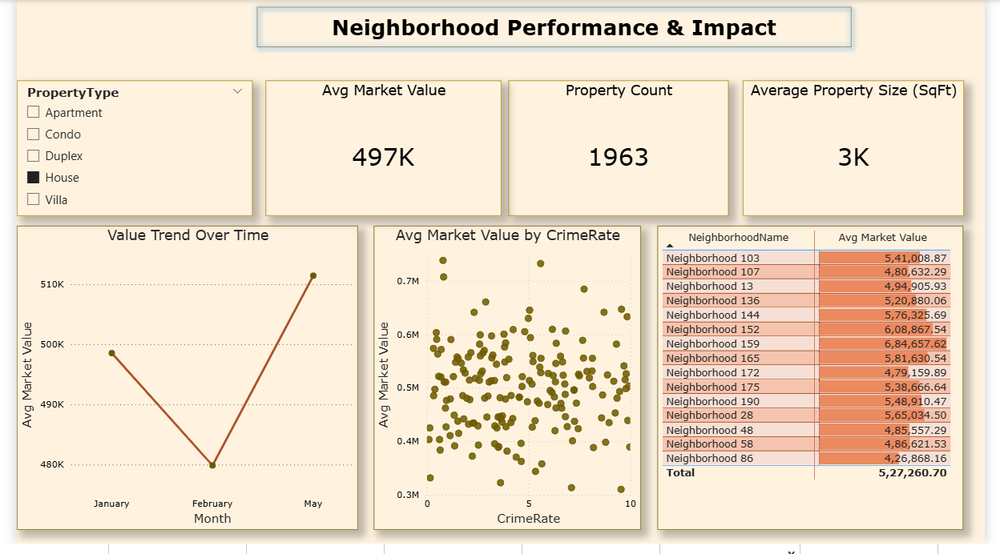 Neighborhood Performance & Impact
PropertyType
Apartment
Condo
Duplex
House
Villa
Avg Market Value
497K
Property Count
1963
Average Property Size (SqFt)
3K
Value Trend Over Time
Avg Market Value
510K
500K
490K
480K
January February May
Month
Avg Market Value by CrimeRate
Avg Market Value
0.7M
0.6M
0.5M
0.4M
0.3M
0 5 10
CrimeRate
NeighborhoodName Avg Market Value
Neighborhood 103 5,41,008.87
Neighborhood 107 4,80,632.29
Neighborhood 13 4,94,905.93
Neighborhood 136 5,20,880.06
Neighborhood 144 5,76,325.69
Neighborhood 152 6,08,867.54
Neighborhood 159 6,84,657.62
Neighborhood 165 5,81,630.54
Neighborhood 172 4,79,159.89
Neighborhood 175 5,38,666.64
Neighborhood 190 5,48,910.47
Neighborhood 28 5,65,034.50
Neighborhood 48 4,85,557.29
Neighborhood 58 4,86,621.53
Neighborhood 86 4,26,868.16
Total 5,27,260.70